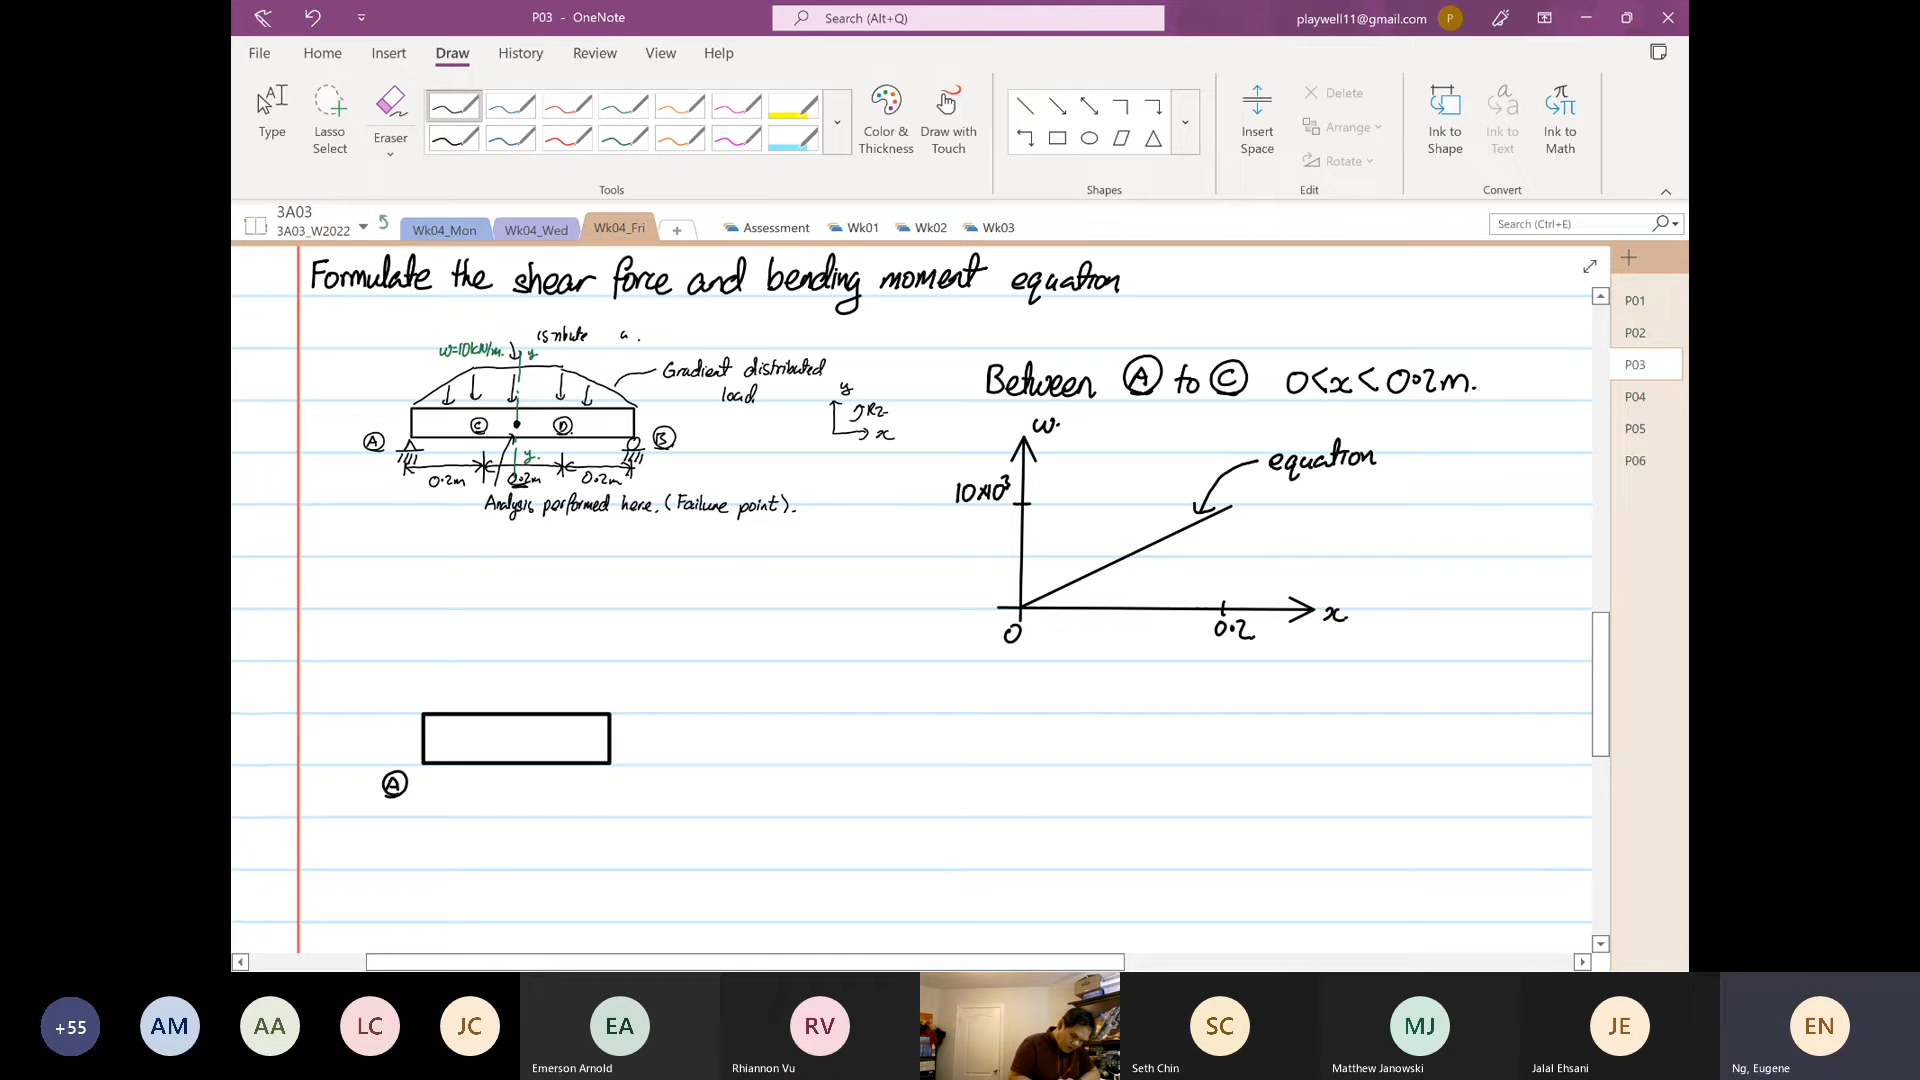 P03 - OneNote
Search (Alt+Q)
playwell11@gmail.com
P
File
Home
Insert
Draw
History
Review
View
Help
Type
Lasso Select
Eraser
Color & Thickness
Draw with Touch
Insert Space
Delete
Arrange
Rotate
Ink to Shape
Ink to Text
Ink to Math
Tools
Shapes
Edit
Convert
3A03
3A03_W2022
Wk04_Mon
Wk04_Wed
Wk04_Fri
Assessment
Wk01
Wk02
Wk03
Search (Ctrl+E)
P01
P02
P03
P04
P05
P06
Formulate the shear force and bending moment equation
w=10kN/m.
y
Gradient distributed
load
y
Rz
x
A
C
D
B
y.
0.2m
0.2m
0.2m
Analysis performed here. (Failure point).
Between A to C 0<x<0.2m.
w.
10×10³
equation
0
0.2
x
A
+55
AM
AA
LC
JC
EA
Emerson Arnold
RV
Rhiannon Vu
SC
Seth Chin
MJ
Matthew Janowski
JE
Jalal Ehsani
EN
Ng, Eugene